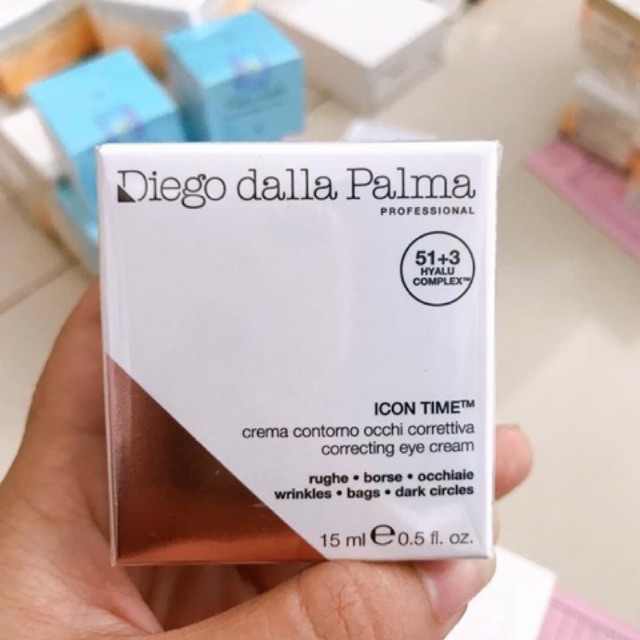 Diego dalla Palma
PROFESSIONAL
51+3
HYALU
COMPLEX™
ICON TIME™
crema contorno occhi correttiva
correcting eye cream
rughe • borse • occhiaie
wrinkles • bags • dark circles
15 ml ℮ 0.5 fl. oz.